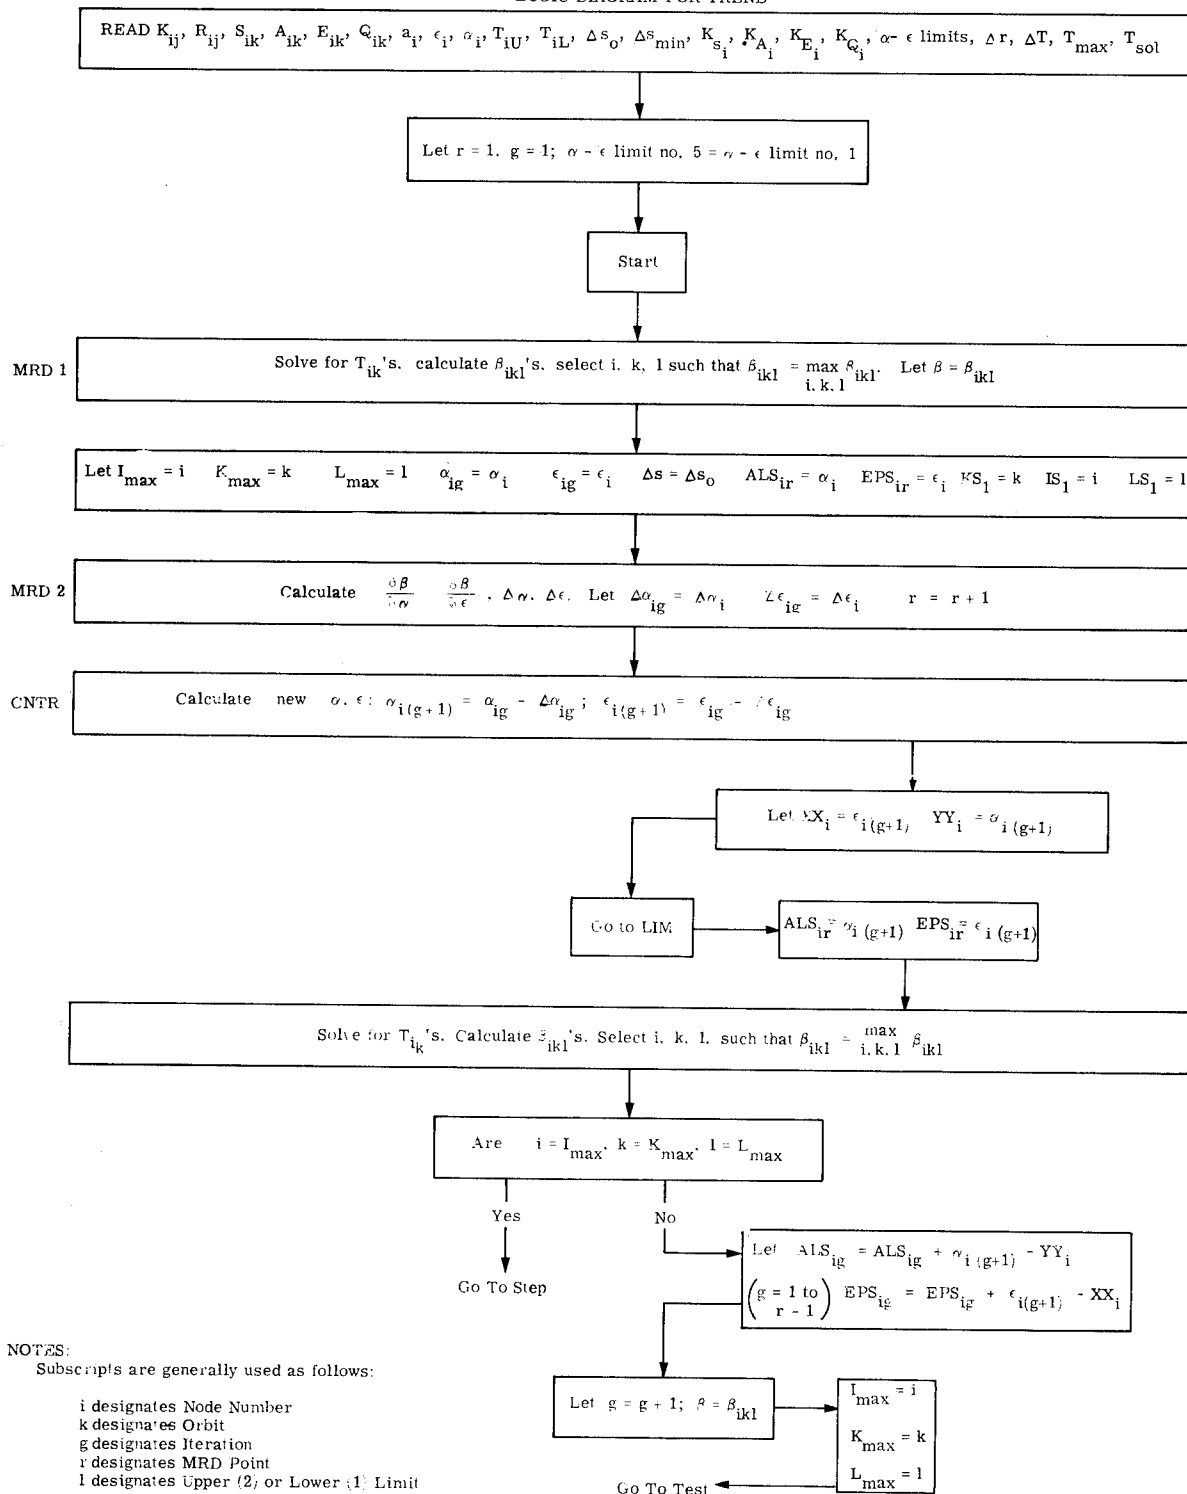 LOGIC DIAGRAM FOR TREND
READ K_ij, R_ij, S_ik, A_ik, E_ik, Q_ik, a_i, ϵ_i, α_i, T_iU, T_iL, Δs_o, Δs_min, K_s_i, K_A_i, K_E_i, K_Q_i, α- ϵ limits, Δr, ΔT, T_max, T_sol
Let r = 1. g = 1; α - ϵ limit no. 5 = α - ϵ limit no. 1
Start
MRD 1
Solve for T_ik's. calculate β_ikl's. select i. k, l such that β_ikl = max β_ikl. Let β = β_ikl
i. k. l
Let I_max = i K_max = k L_max = l α_ig = α_i ϵ_ig = ϵ_i Δs = Δs_o ALS_ir = α_i EPS_ir = ϵ_i KS_1 = k IS_1 = i LS_1 = l
MRD 2
Calculate ∂β/∂α ∂β/∂ϵ , Δα. Δϵ. Let Δα_ig = Δα_i Δϵ_ig = Δϵ_i r = r + 1
CNTR
Calculate new α. ϵ: α_i(g+1) = α_ig - Δα_ig; ϵ_i(g+1) = ϵ_ig - Δϵ_ig
Let XX_i = ϵ_i(g+1) YY_i = α_i(g+1)
Go to LIM
ALS_ir = α_i(g+1) EPS_ir = ϵ_i(g+1)
Solve for T_i_k's. Calculate β_ikl's. Select i. k. l. such that β_ikl = max β_ikl
i. k. l
Are i = I_max. k = K_max. l = L_max
Yes
No
Go To Step
Let ALS_ig = ALS_ig + α_i(g+1) - YY_i
(g = 1 to r - 1) EPS_ig = EPS_ig + ϵ_i(g+1) - XX_i
Let g = g + 1; β = β_ikl
I_max = i
K_max = k
L_max = l
Go To Test
NOTES:
Subscripts are generally used as follows:
i designates Node Number
k designates Orbit
g designates Iteration
r designates MRD Point
l designates Upper (2) or Lower (1) Limit